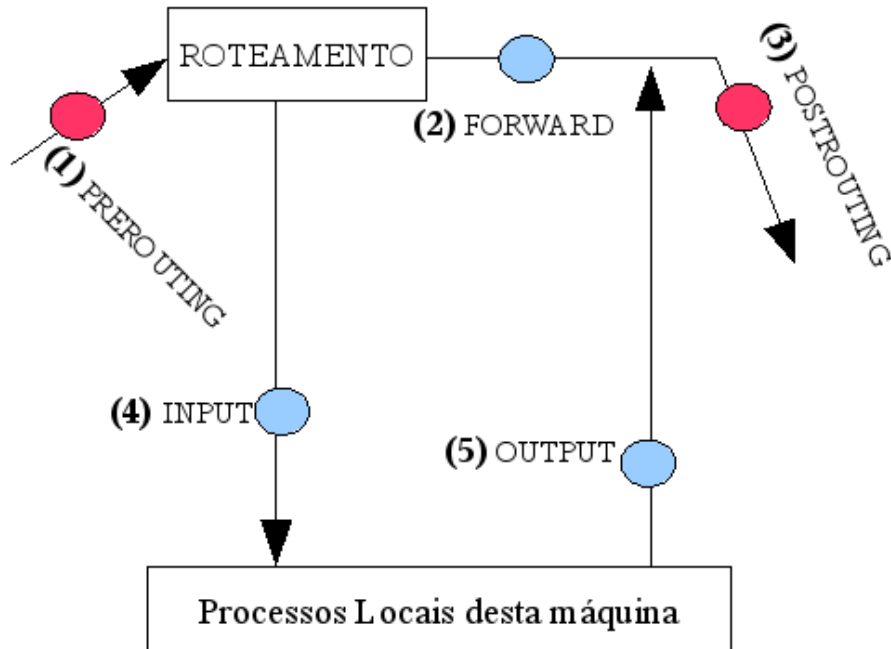 ROTEAMENTO
(1) PREROUTING
(2) FORWARD
(3) POSTROUTING
(4) INPUT
(5) OUTPUT
Processos Locais desta máquina